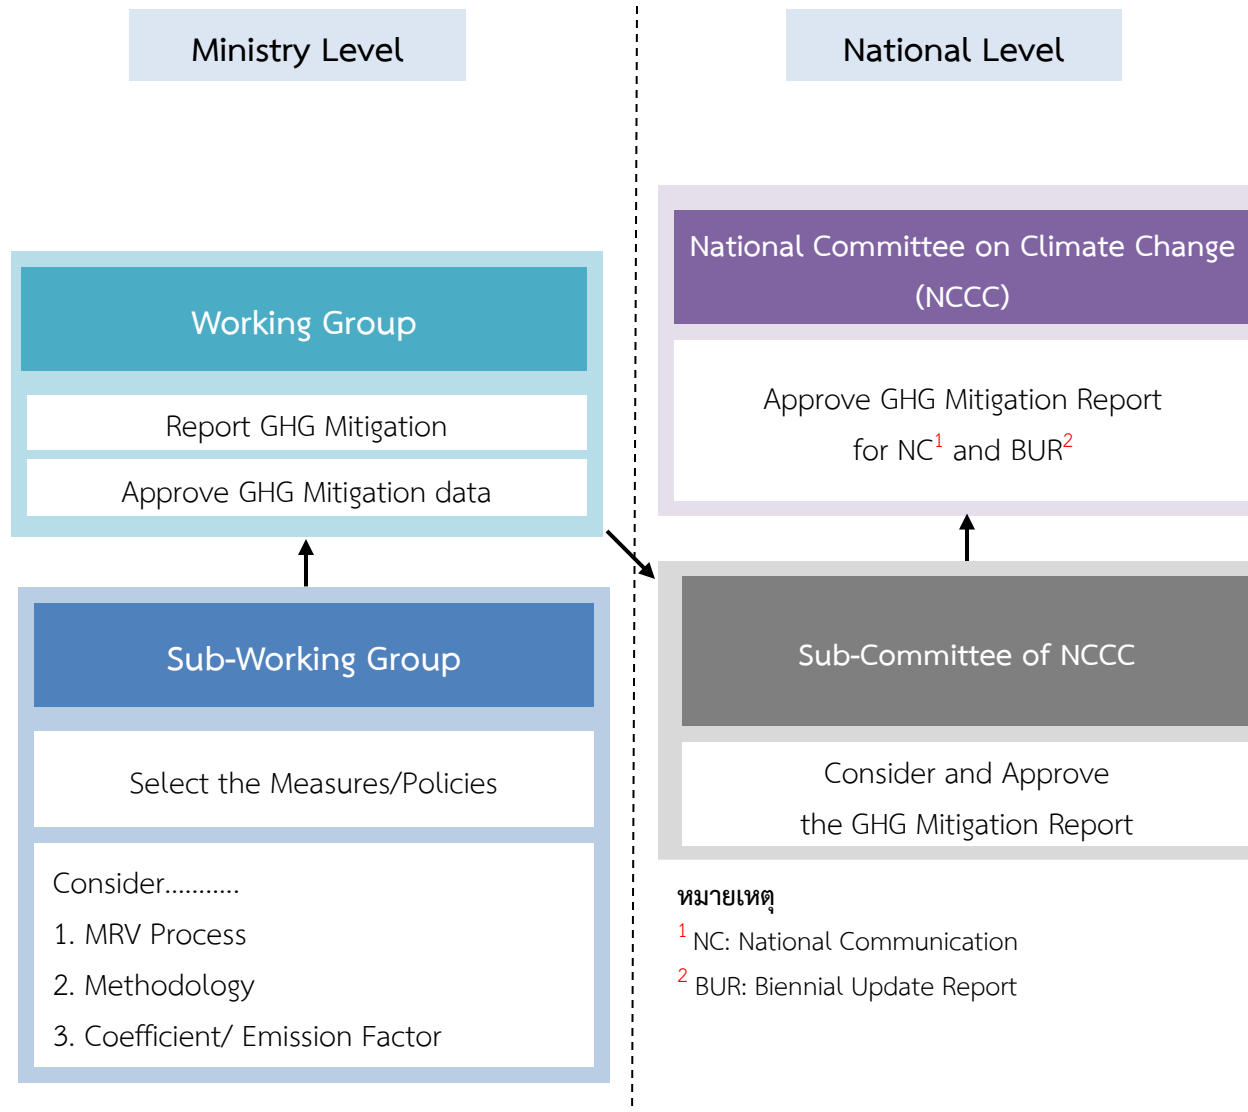 Ministry Level
National Level
Working Group
Report GHG Mitigation
Approve GHG Mitigation data
Sub-Working Group
Select the Measures/Policies
Consider...........
1. MRV Process
2. Methodology
3. Coefficient/ Emission Factor
National Committee on Climate Change
(NCCC)
Approve GHG Mitigation Report
for NC¹ and BUR²
Sub-Committee of NCCC
Consider and Approve
the GHG Mitigation Report
หมายเหตุ
¹ NC: National Communication
² BUR: Biennial Update Report